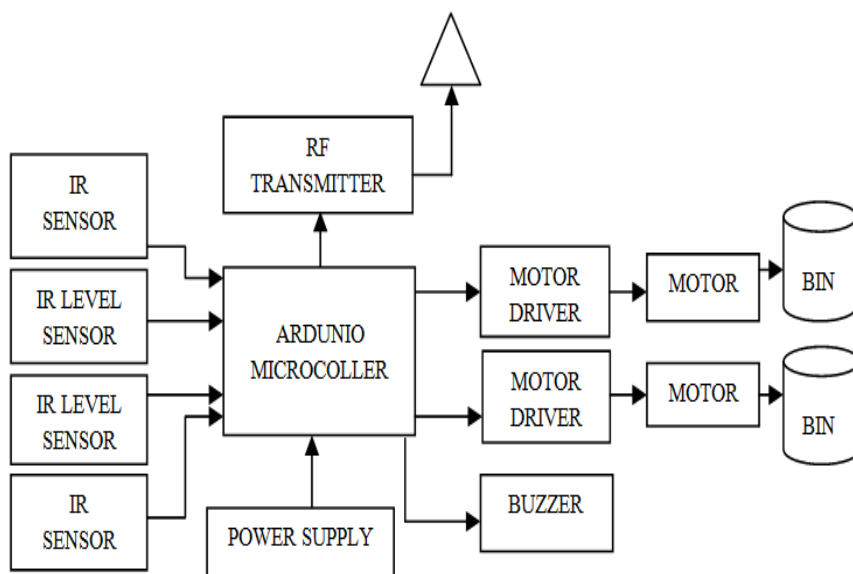 RF
TRANSMITTER
IR
SENSOR
IR LEVEL
SENSOR
IR LEVEL
SENSOR
IR
SENSOR
ARDUNIO
MICROCOLLER
POWER SUPPLY
MOTOR
DRIVER
MOTOR
BIN
MOTOR
DRIVER
MOTOR
BIN
BUZZER